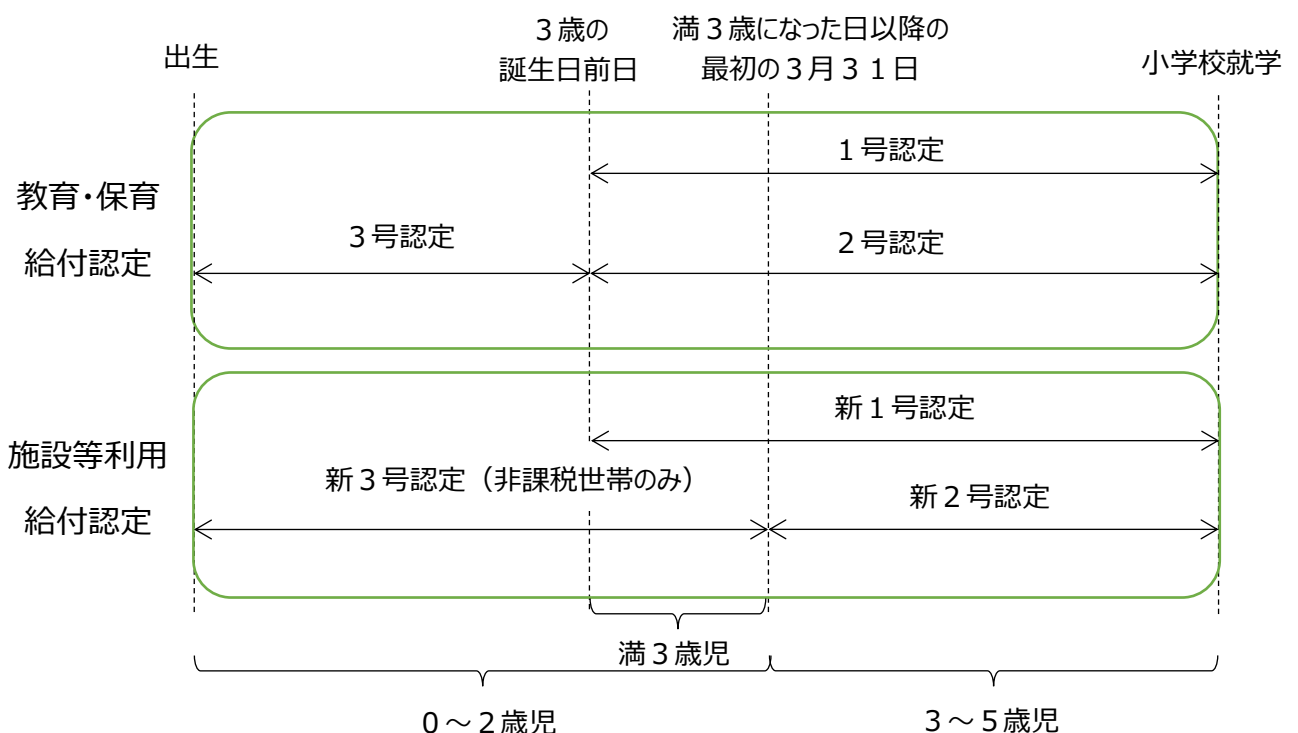 出生
３歳の
誕生日前日
満３歳になった日以降の
最初の３月３１日
小学校就学
教育・保育
給付認定
１号認定
３号認定
２号認定
施設等利用
給付認定
新１号認定
新３号認定（非課税世帯のみ）
新２号認定
満３歳児
０～２歳児
３～５歳児